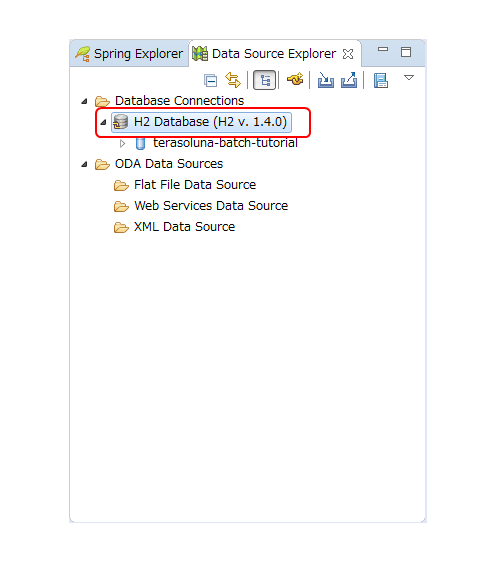 Spring Explorer Data Source Explorer
Database Connections
H2 Database (H2 v. 1.4.0)
terasoluna-batch-tutorial
ODA Data Sources
Flat File Data Source
Web Services Data Source
XML Data Source